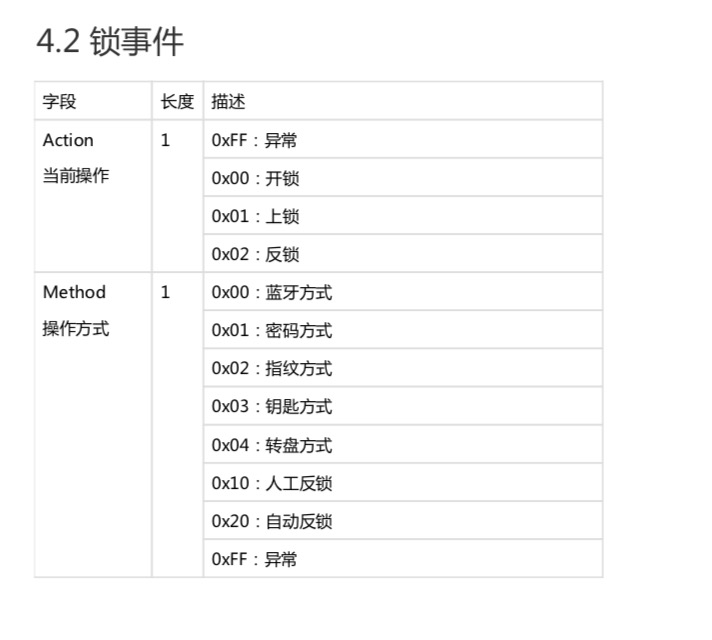 4.2 锁事件
字段 长度 描述
Action 1 0xFF：异常
当前操作
0x00：开锁
0x01：上锁
0x02：反锁
Method 1 0x00：蓝牙方式
操作方式
0x01：密码方式
0x02：指纹方式
0x03：钥匙方式
0x04：转盘方式
0x10：人工反锁
0x20：自动反锁
0xFF：异常